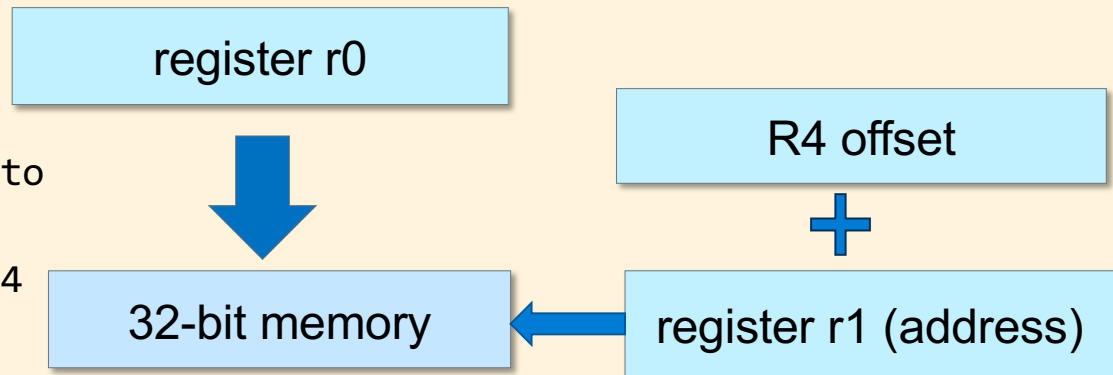 register r0
R4 offset
to
4
32-bit memory
register r1 (address)